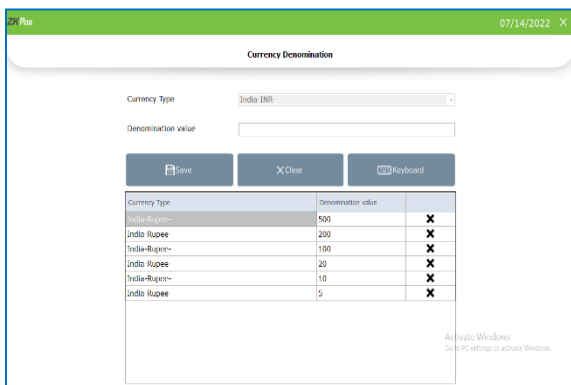 ZKPos 07/14/2022 X
Currency Denomination
Currency Type India-INR-
Denomination value
Save X Clear Keyboard
Currency Type Denomination value
India-Rupee- 500 X
India Rupee 200 X
India-Rupee- 100 X
India Rupee 20 X
India-Rupee- 10 X
India Rupee 5 X
Activate Windows
Go to PC settings to activate Windows.